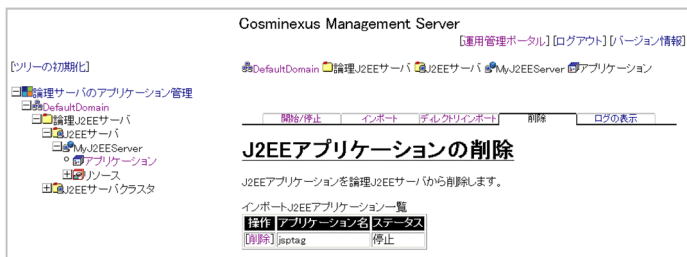 Cosminexus Management Server
[運用管理ポータル] [ログアウト] [バージョン情報]
[ツリーの初期化]
DefaultDomain 論理J2EEサーバ J2EEサーバ MyJ2EEServer アプリケーション
論理サーバのアプリケーション管理
DefaultDomain
論理J2EEサーバ
J2EEサーバ
MyJ2EEServer
アプリケーション
リソース
J2EEサーバクラスタ
開始/停止 インポート ディレクトリインポート 削除 ログの表示
J2EEアプリケーションの削除
J2EEアプリケーションを論理J2EEサーバから削除します。
インポートJ2EEアプリケーション一覧
操作 アプリケーション名 ステータス
[削除] jsptag 停止